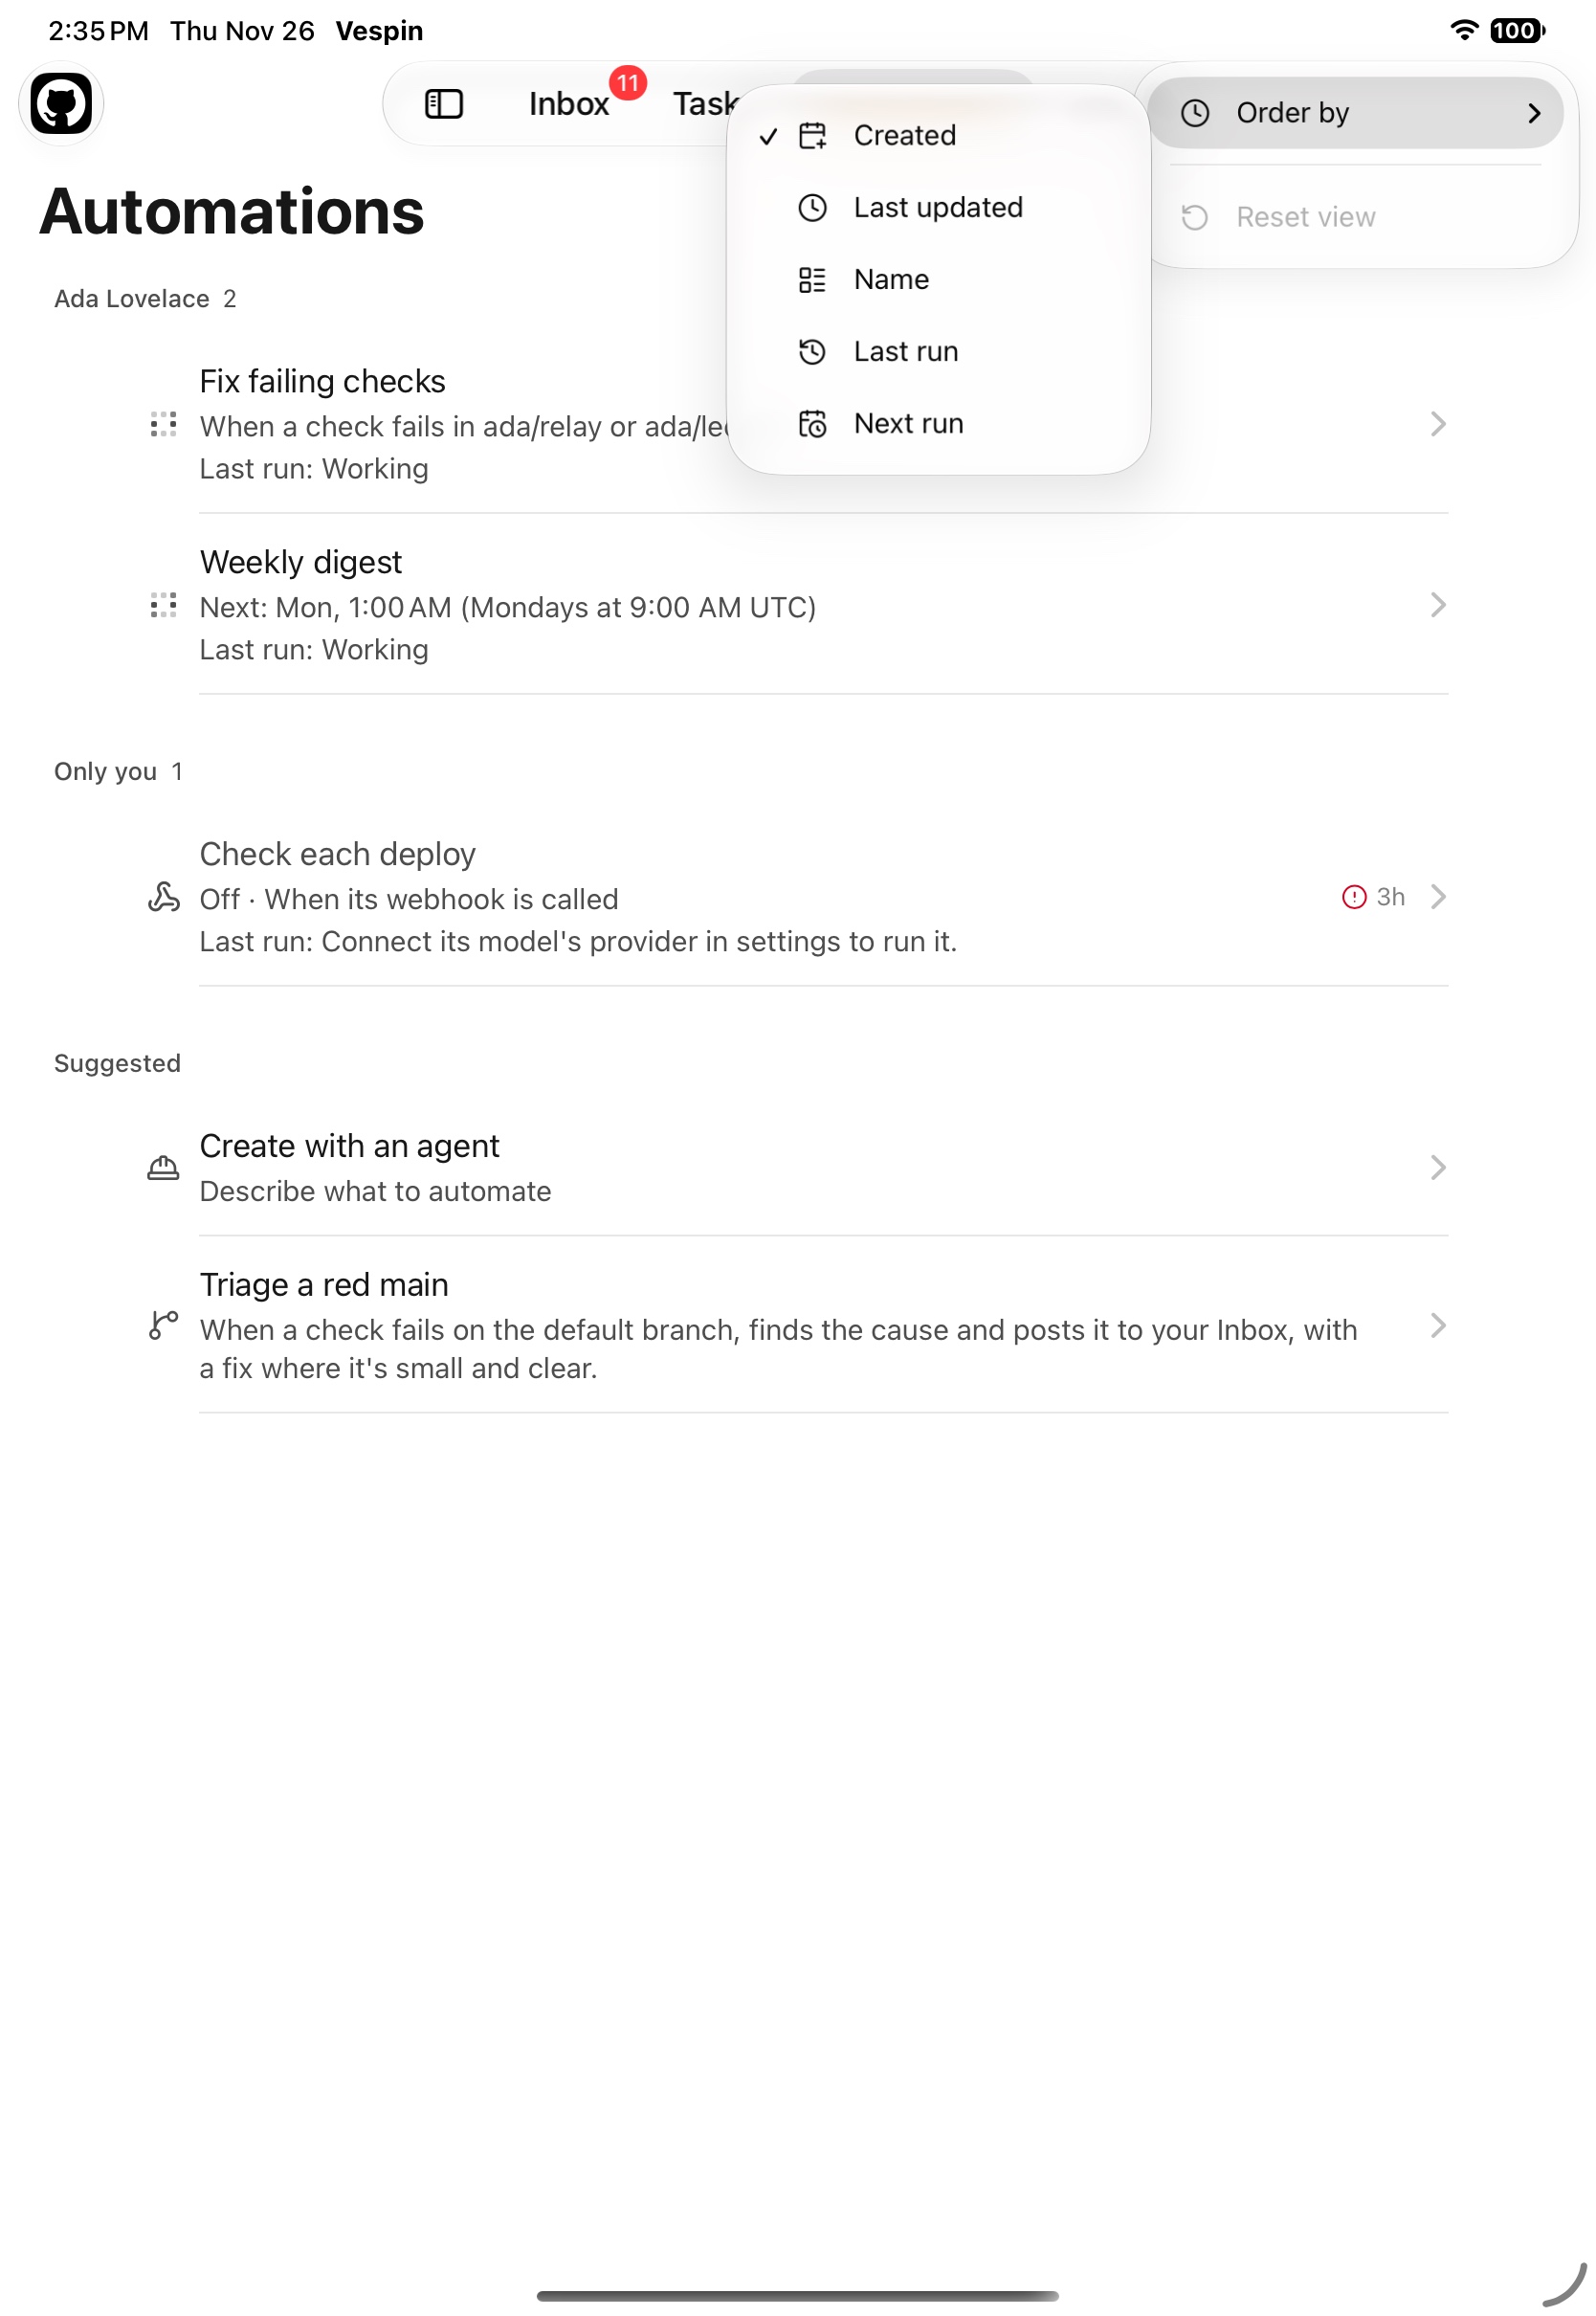 2:35 PM Thu Nov 26 Vespin
100
Inbox 11
Order by
Created
Last updated
Name
Last run
Next run
Reset view
Automations
Ada Lovelace 2
Fix failing checks
When a check fails in ada/relay or
Last run: Working
Weekly digest
Next: Mon, 1:00 AM (Mondays at 9:00 AM UTC)
Last run: Working
Only you 1
Check each deploy
Off · When its webhook is called
3h
Last run: Connect its model's provider in settings to run it.
Suggested
Create with an agent
Describe what to automate
Triage a red main
When a check fails on the default branch, finds the cause and posts it to your Inbox, with
a fix where it's small and clear.